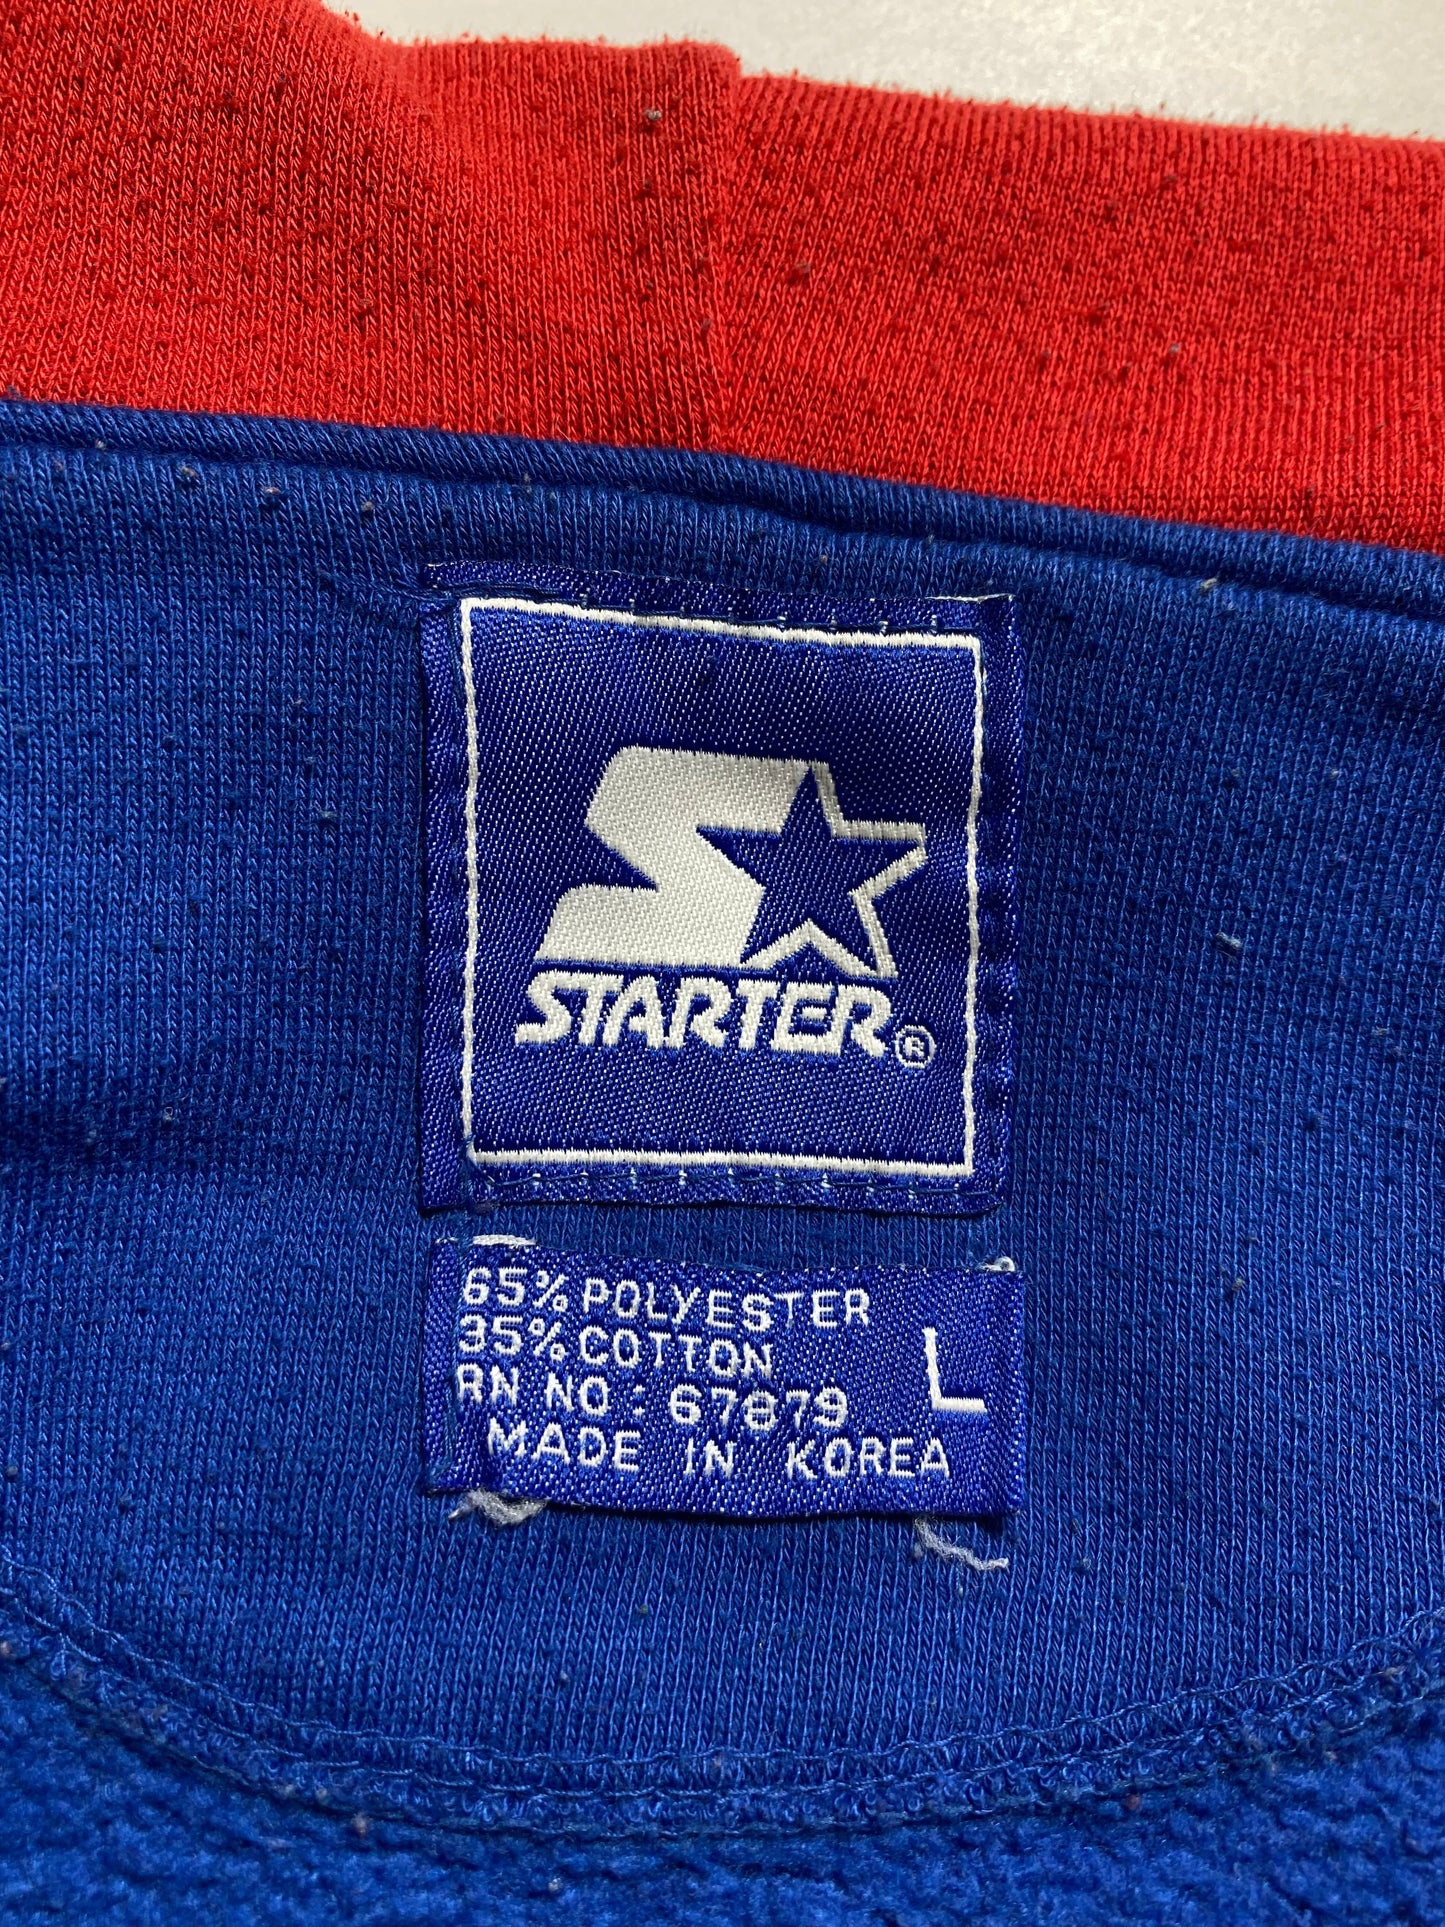 STARTER®
65% POLYESTER
35% COTTON
L
RN NO: 67879
MADE IN KOREA